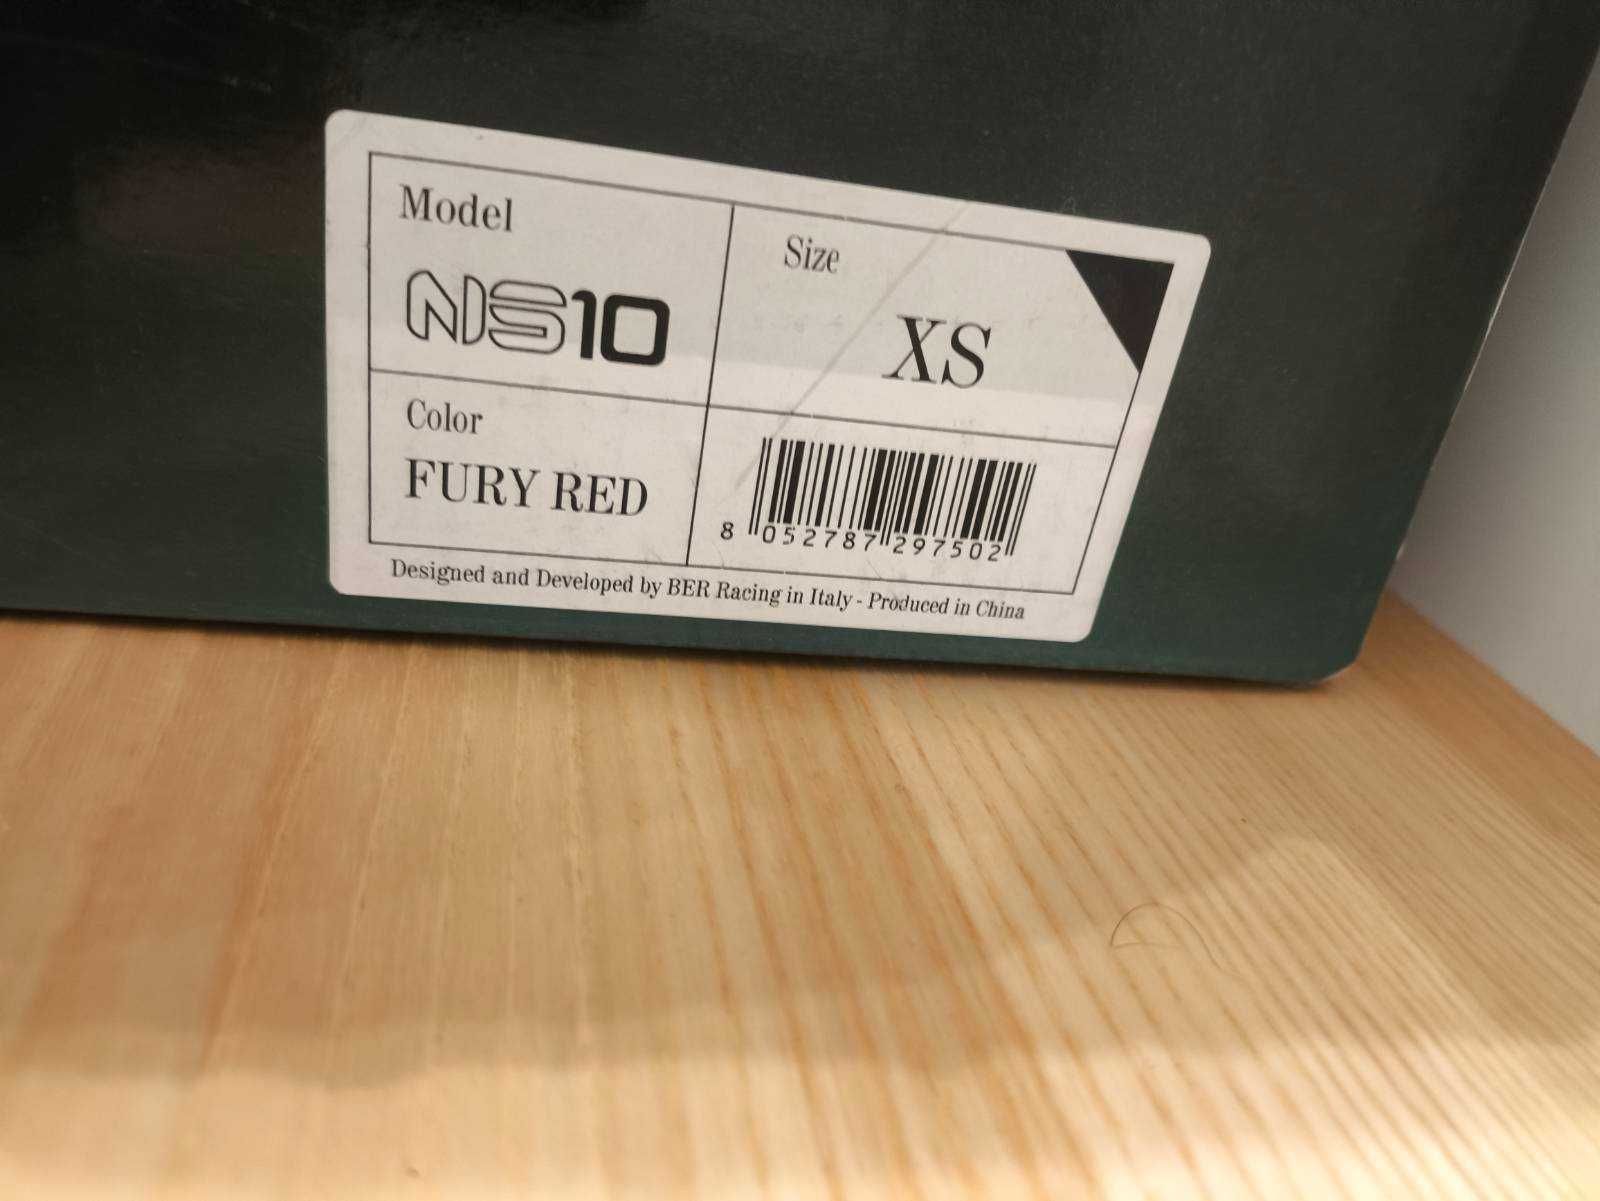 Model
NS10
Size
XS
Color
FURY RED
8 052787 297502
Designed and Developed by BER Racing in Italy - Produced in China